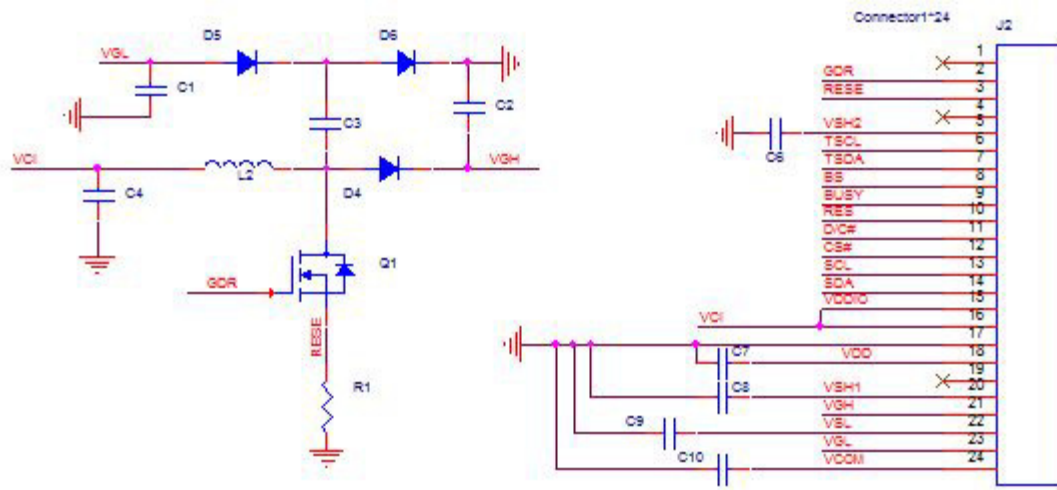 Connector1*24
J2
D5
D6
VGL
C1
C2
C3
VCI
L2
D4
VGH
C4
Q1
GDR
RESE
R1
1
2
GDR
3
RESE
4
5
VSH2
C6
6
TSCL
7
TSDA
8
BS
9
BUSY
10
RES
11
D/C#
12
CS#
13
SCL
14
SDA
15
VDDIO
16
VCI
17
18
C7
VDD
19
20
C8
VSH1
21
VGH
22
C9
VSL
23
VGL
24
C10
VCOM